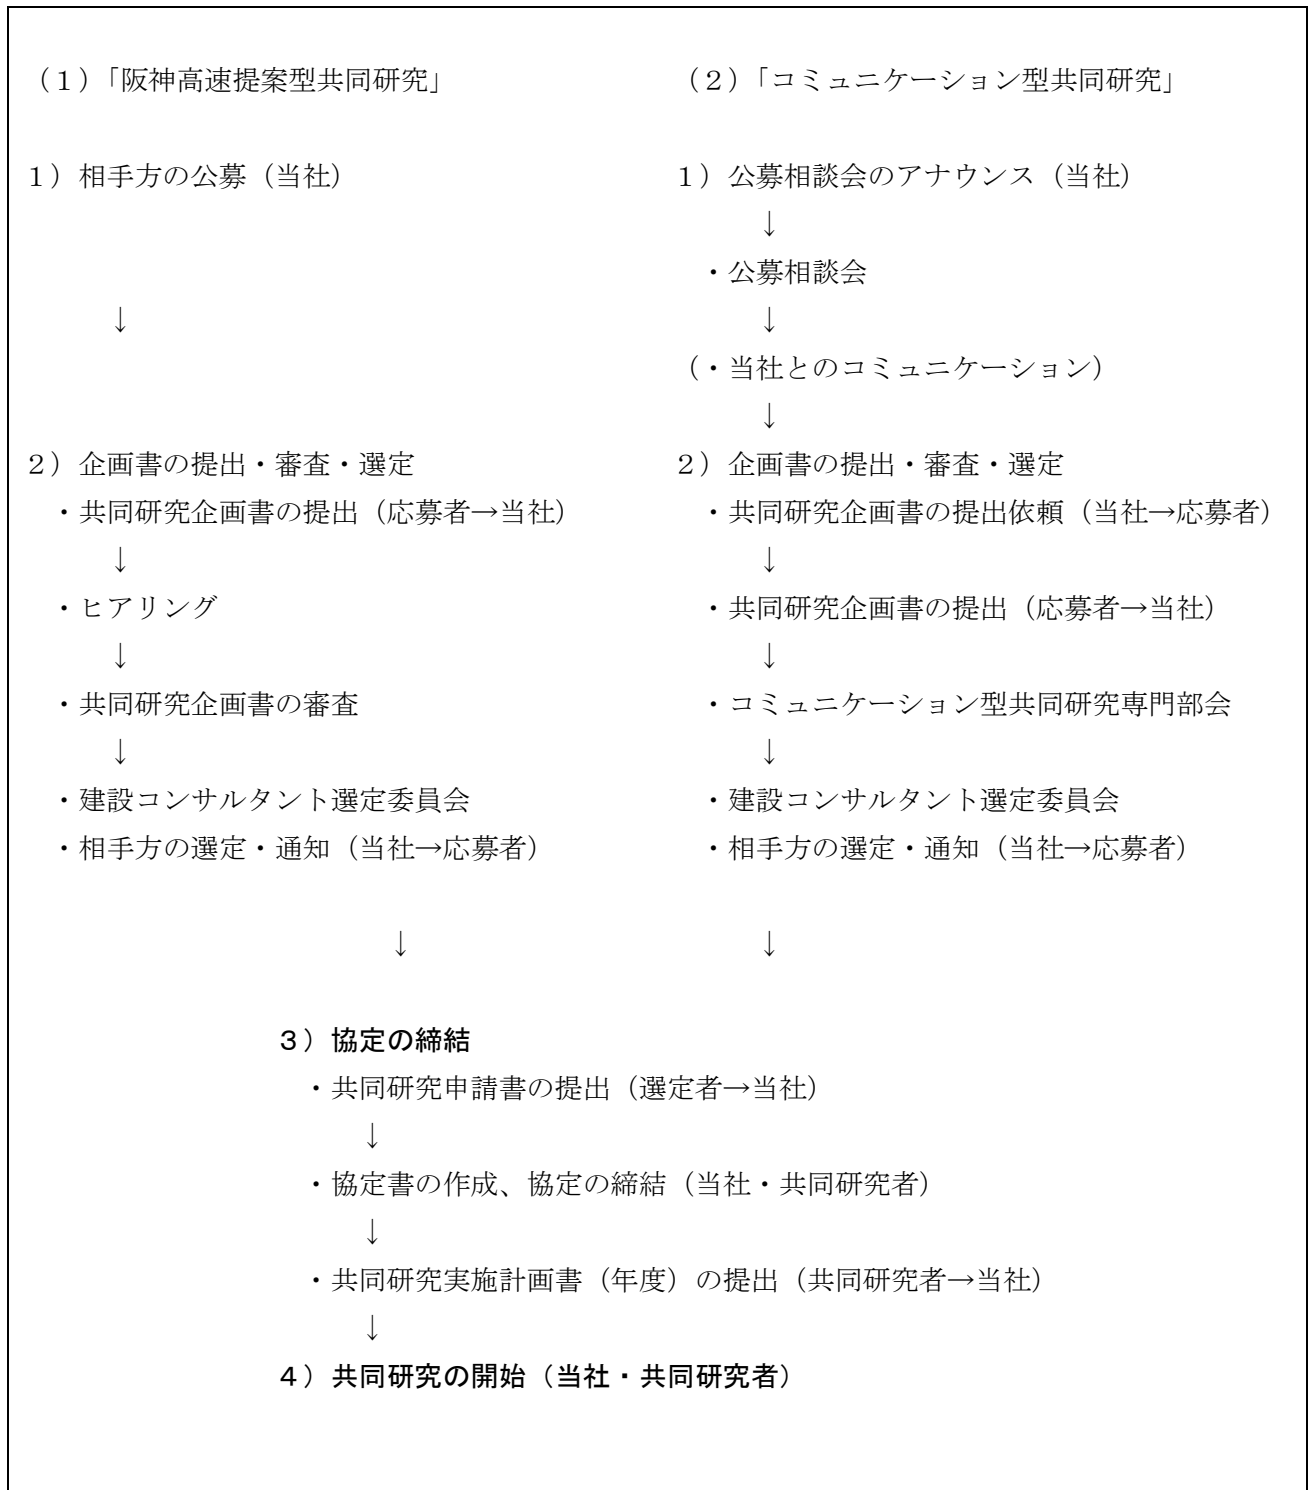 （１）「阪神高速提案型共同研究」
１）相手方の公募（当社）
↓
２）企画書の提出・審査・選定
・共同研究企画書の提出（応募者→当社）
↓
・ヒアリング
↓
・共同研究企画書の審査
↓
・建設コンサルタント選定委員会
・相手方の選定・通知（当社→応募者）
↓
（２）「コミュニケーション型共同研究」
１）公募相談会のアナウンス（当社）
↓
・公募相談会
↓
（・当社とのコミュニケーション）
↓
２）企画書の提出・審査・選定
・共同研究企画書の提出依頼（当社→応募者）
↓
・共同研究企画書の提出（応募者→当社）
↓
・コミュニケーション型共同研究専門部会
↓
・建設コンサルタント選定委員会
・相手方の選定・通知（当社→応募者）
↓
３）協定の締結
・共同研究申請書の提出（選定者→当社）
↓
・協定書の作成、協定の締結（当社・共同研究者）
↓
・共同研究実施計画書（年度）の提出（共同研究者→当社）
↓
４）共同研究の開始（当社・共同研究者）